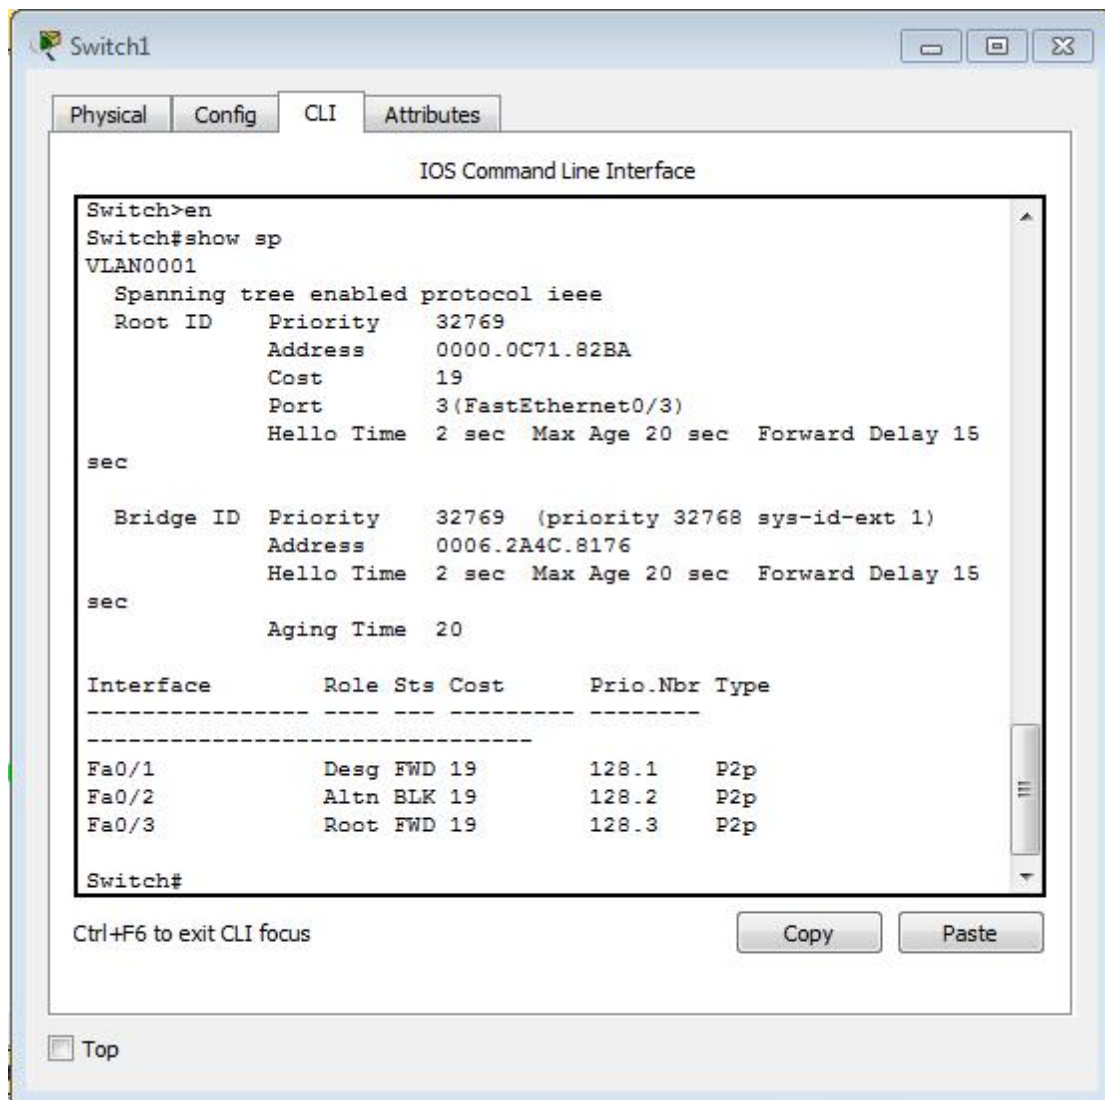 Switch1
Physical Config CLI Attributes
IOS Command Line Interface
Switch>en
Switch#show sp
VLAN0001
  Spanning tree enabled protocol ieee
  Root ID    Priority    32769
             Address     0000.0C71.82BA
             Cost        19
             Port        3(FastEthernet0/3)
             Hello Time  2 sec  Max Age 20 sec  Forward Delay 15
sec

  Bridge ID  Priority    32769  (priority 32768 sys-id-ext 1)
             Address     0006.2A4C.8176
             Hello Time  2 sec  Max Age 20 sec  Forward Delay 15
sec
             Aging Time  20

Interface        Role Sts Cost      Prio.Nbr Type
---------------- ---- --- --------- --------
--------------------------------
Fa0/1            Desg FWD 19        128.1    P2p
Fa0/2            Altn BLK 19        128.2    P2p
Fa0/3            Root FWD 19        128.3    P2p

Switch#
Ctrl+F6 to exit CLI focus
Copy Paste
Top